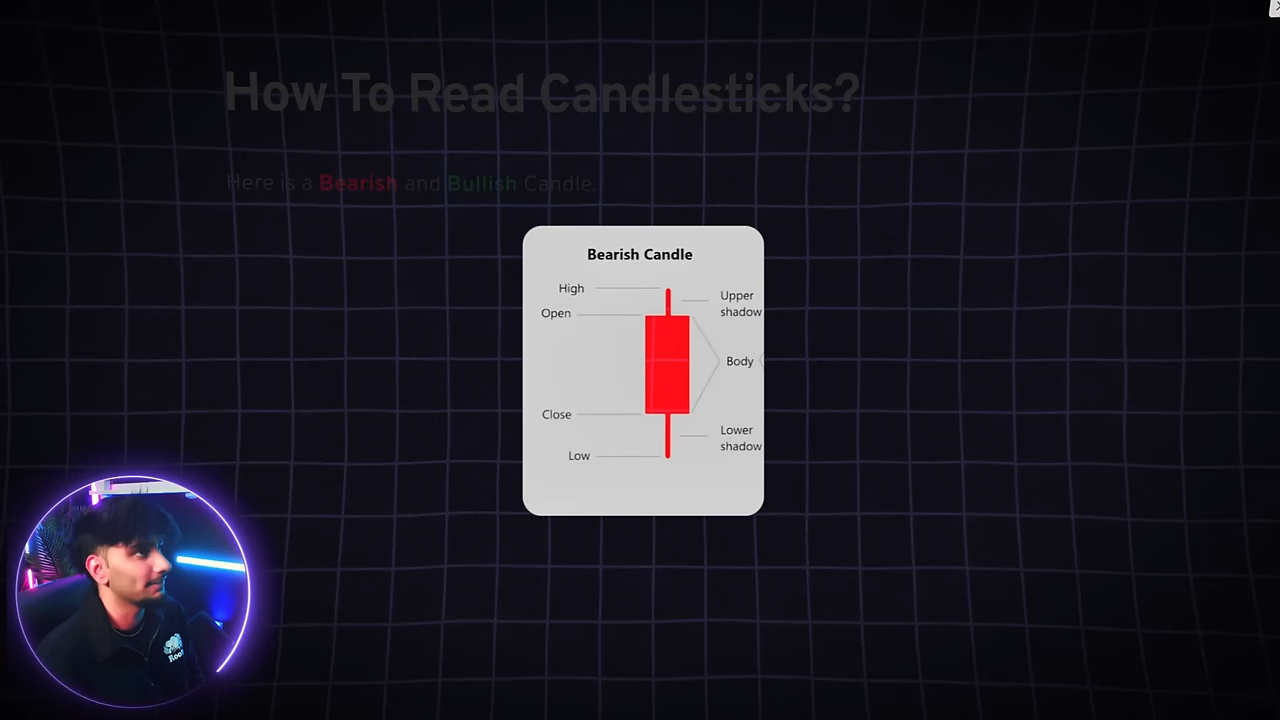 How To Read Candlesticks?
Here is a Bearish and Bullish Candle.
Bearish Candle
High
Upper
shadow
Open
Body
Close
Lower
shadow
Low